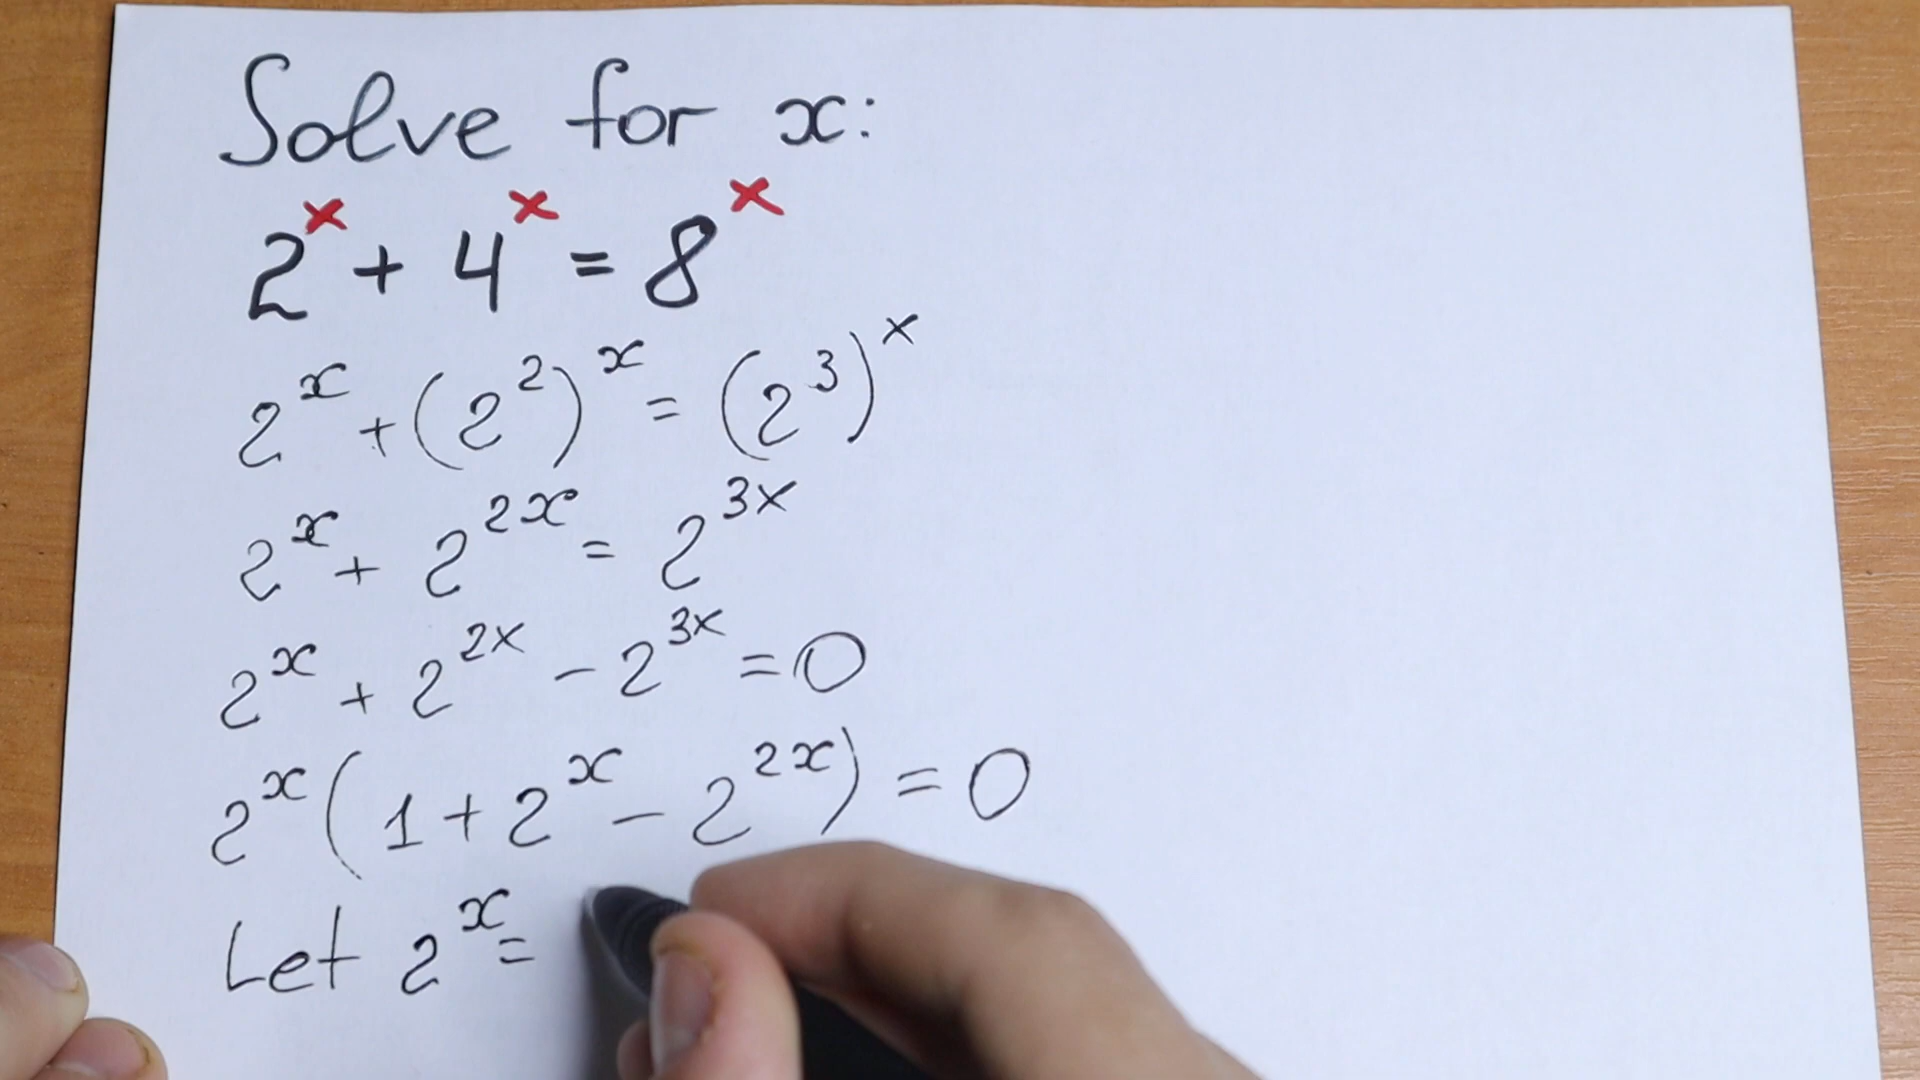 Solve for x:
2^x + 4^x = 8^x
2^x + (2^2)^x = (2^3)^x
2^x + 2^2x = 2^3x
2^x + 2^2x - 2^3x = 0
2^x (1 + 2^x - 2^2x) = 0
Let 2^x =